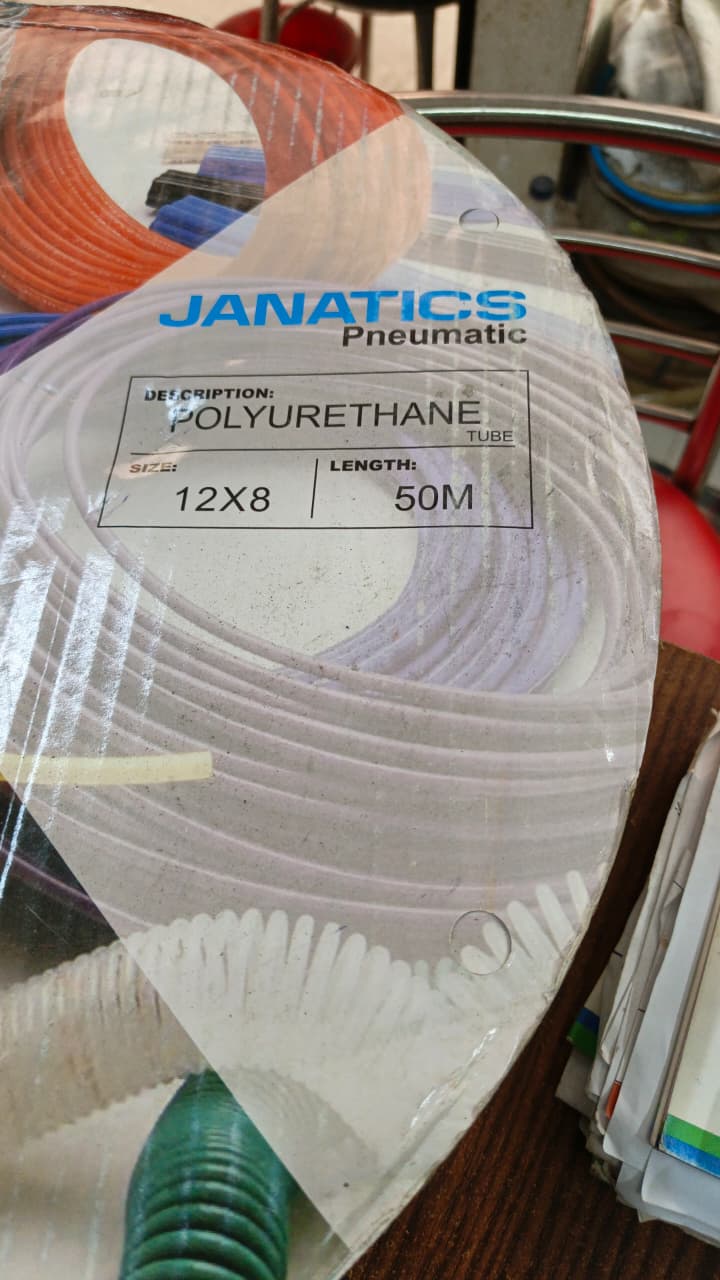 JANATICS
Pneumatic
DESCRIPTION:
POLYURETHANE
TUBE
SIZE: LENGTH:
12X8 50M